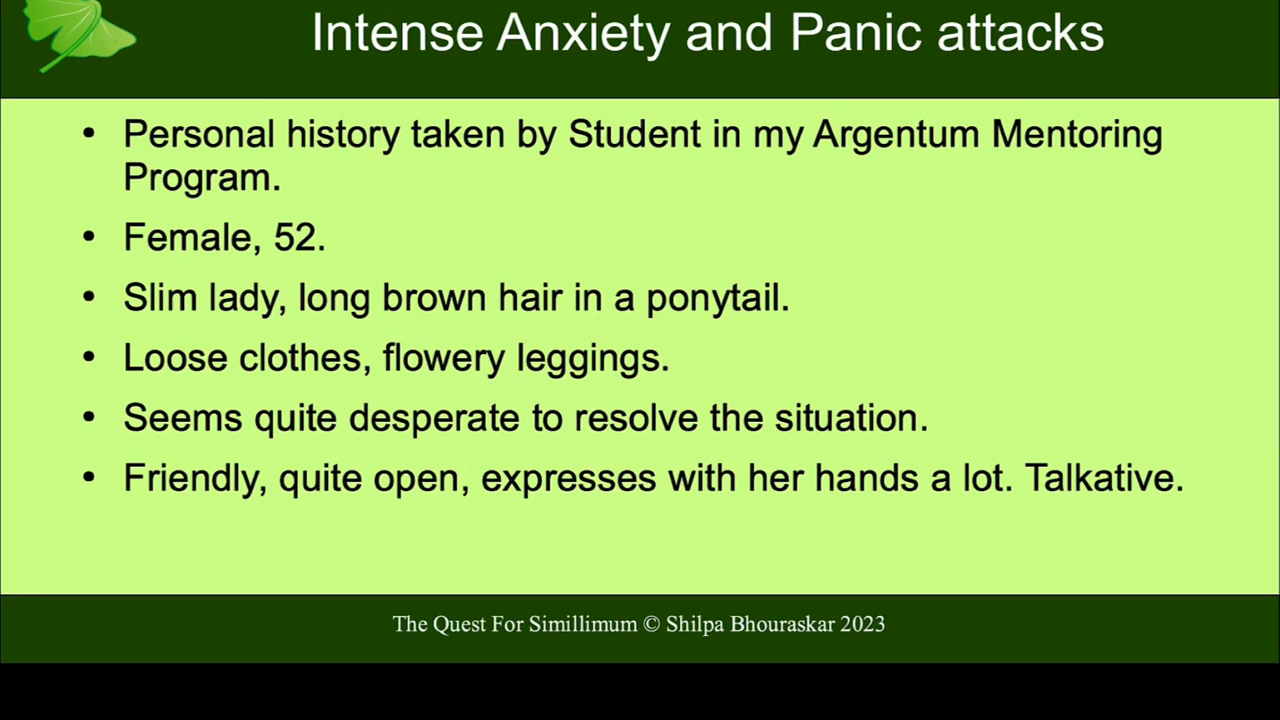 Intense Anxiety and Panic attacks
• Personal history taken by Student in my Argentum Mentoring
Program.
• Female, 52.
• Slim lady, long brown hair in a ponytail.
• Loose clothes, flowery leggings.
• Seems quite desperate to resolve the situation.
• Friendly, quite open, expresses with her hands a lot. Talkative.
The Quest For Simillimum © Shilpa Bhouraskar 2023